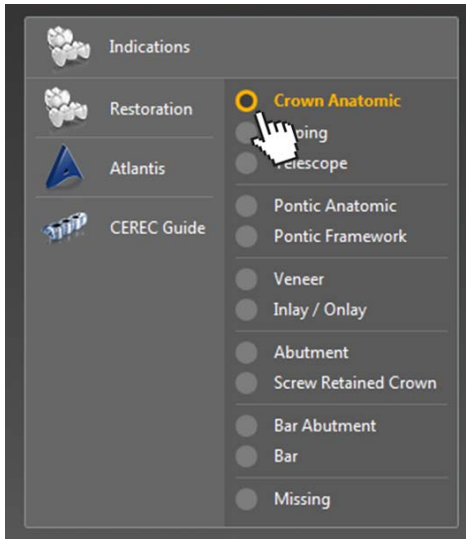 Indications
Restoration
Atlantis
CEREC Guide
Crown Anatomic
Telescope
Pontic Anatomic
Pontic Framework
Veneer
Inlay / Onlay
Abutment
Screw Retained Crown
Bar Abutment
Bar
Missing